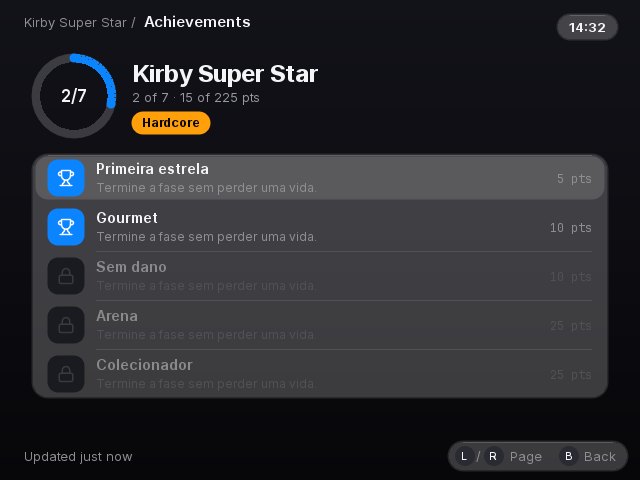 Kirby Super Star / Achievements
14:32
2/7
Kirby Super Star
2 of 7 · 15 of 225 pts
Hardcore
Primeira estrela
Termine a fase sem perder uma vida.
5 pts
Gourmet
Termine a fase sem perder uma vida.
10 pts
Sem dano
Termine a fase sem perder uma vida.
10 pts
Arena
Termine a fase sem perder uma vida.
25 pts
Colecionador
Termine a fase sem perder uma vida.
25 pts
Updated just now
L / R Page B Back